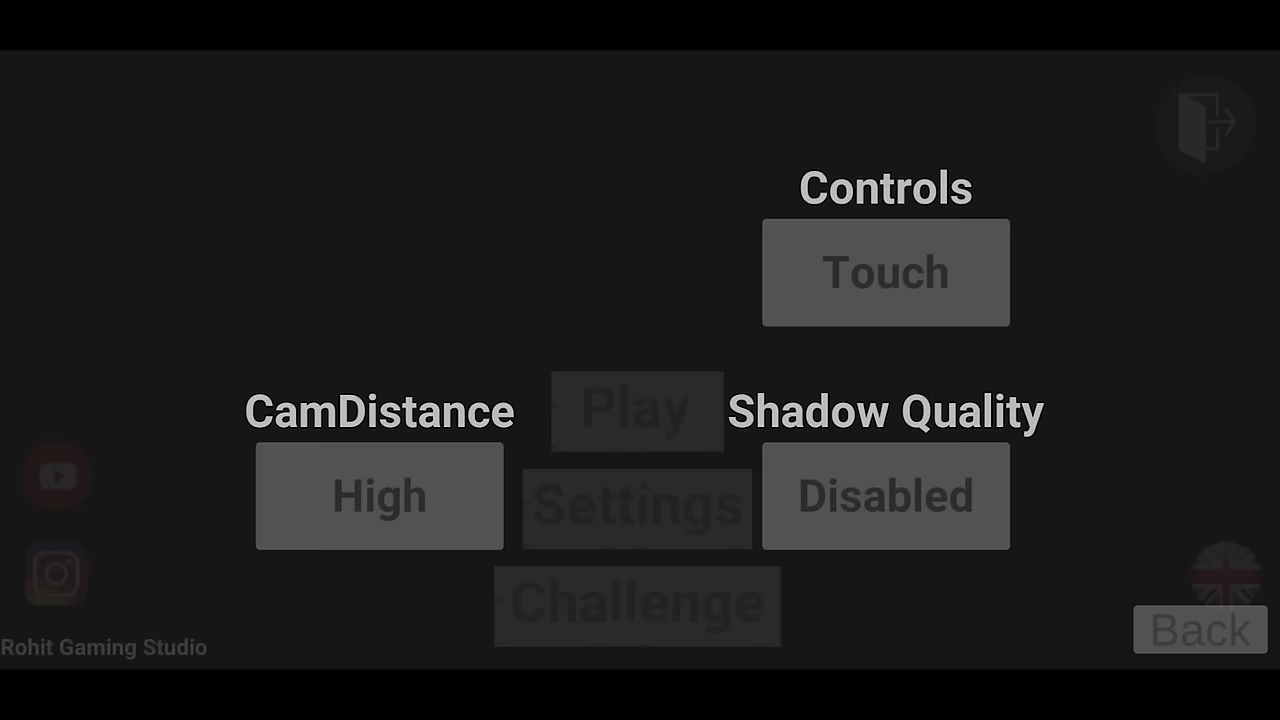 Controls
Touch
CamDistance
Play
Shadow Quality
High
Settings
Disabled
Challenge
Back
Rohit Gaming Studio